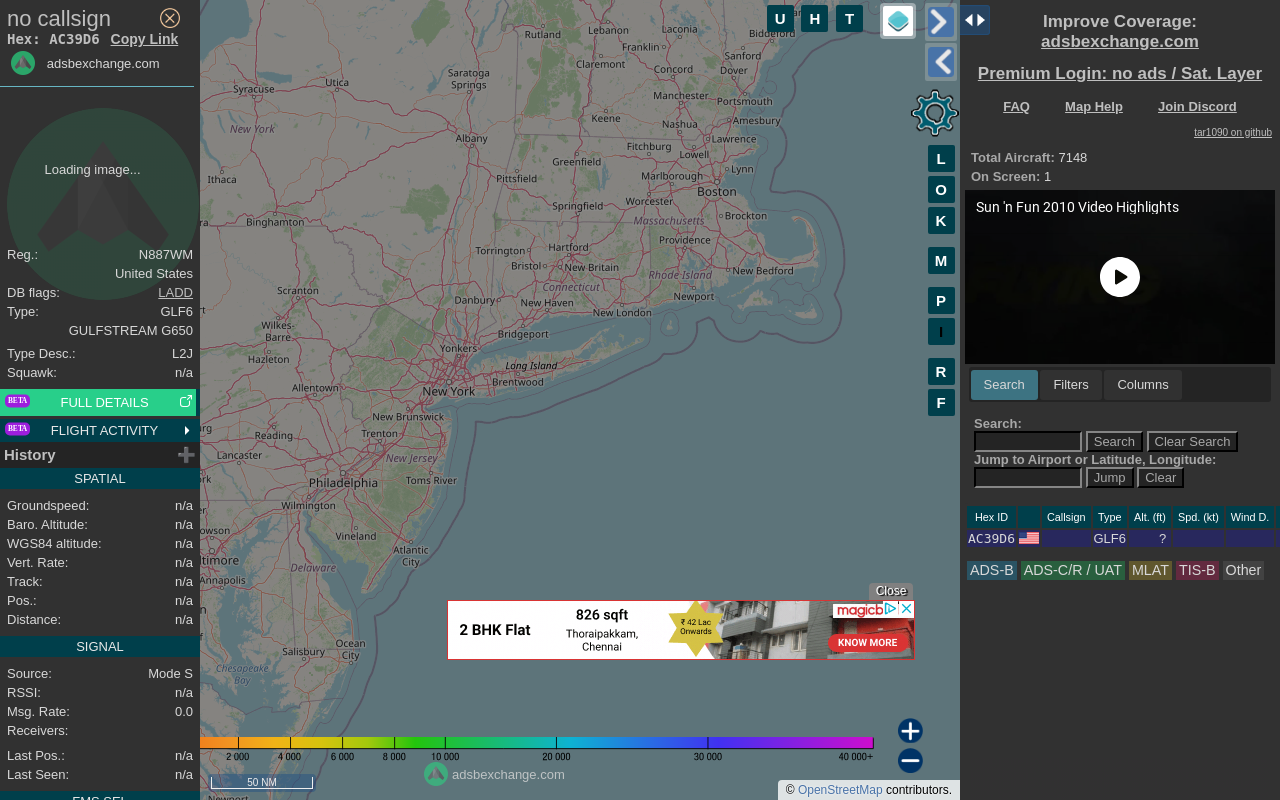 no callsign
Hex: AC39D6 Copy Link
adsbexchange.com
Loading image...
Reg.: N887WM
United States
DB flags: LADD
Type: GLF6
GULFSTREAM G650
Type Desc.: L2J
Squawk: n/a
BETA FULL DETAILS
BETA FLIGHT ACTIVITY
History
SPATIAL
Groundspeed: n/a
Baro. Altitude: n/a
WGS84 altitude: n/a
Vert. Rate: n/a
Track: n/a
Pos.: n/a
Distance: n/a
SIGNAL
Source: Mode S
RSSI: n/a
Msg. Rate: 0.0
Receivers:
Last Pos.: n/a
Last Seen: n/a
FMS SEL
U H T
L
O
K
M
P
I
R
F
Rutland
Lebanon
Laconia
Biddeford
Franklin
Sanford
Claremont
Concord
Dover
Saratoga
Springs
Utica
Syracuse
Manchester
Portsmouth
Keene
Nashua
Amesbury
New York
Albany
Fitchburg
Lawrence
Greenfield
Lowell
Lynn
Ithaca
Pittsfield
Marlborough
Boston
Worcester
Springfield
Massachusetts
Brockton
Binghamton
Providence
Torrington
Hartford
Bristol
New Britain
Rhode Island
New Bedford
Connecticut
Newport
Scranton
Danbury
New Haven
New London
Wilkes-
Barre
Bridgeport
Yonkers
Hazleton
Long Island
Brentwood
Allentown
New York
New Brunswick
Reading
Trenton
Lancaster
New Jersey
Toms River
Philadelphia
Wilmington
Vineland
Atlantic
City
Annapolis
Delaware
Ocean
City
Salisbury
Chesapeake
Bay
Newport
Close
2 BHK Flat
826 sqft
Thoraipakkam,
Chennai
₹ 42 Lac
Onwards
magicb
KNOW MORE
2 000 4 000 6 000 8 000 10 000 20 000 30 000 40 000+
50 NM
adsbexchange.com
© OpenStreetMap contributors.
Improve Coverage:
adsbexchange.com
Premium Login: no ads / Sat. Layer
FAQ Map Help Join Discord
tar1090 on github
Total Aircraft: 7148
On Screen: 1
Sun 'n Fun 2010 Video Highlights
Search Filters Columns
Search:
Search Clear Search
Jump to Airport or Latitude, Longitude:
Jump Clear
Hex ID Callsign Type Alt. (ft) Spd. (kt) Wind D.
AC39D6 GLF6 ?
ADS-B ADS-C/R / UAT MLAT TIS-B Other